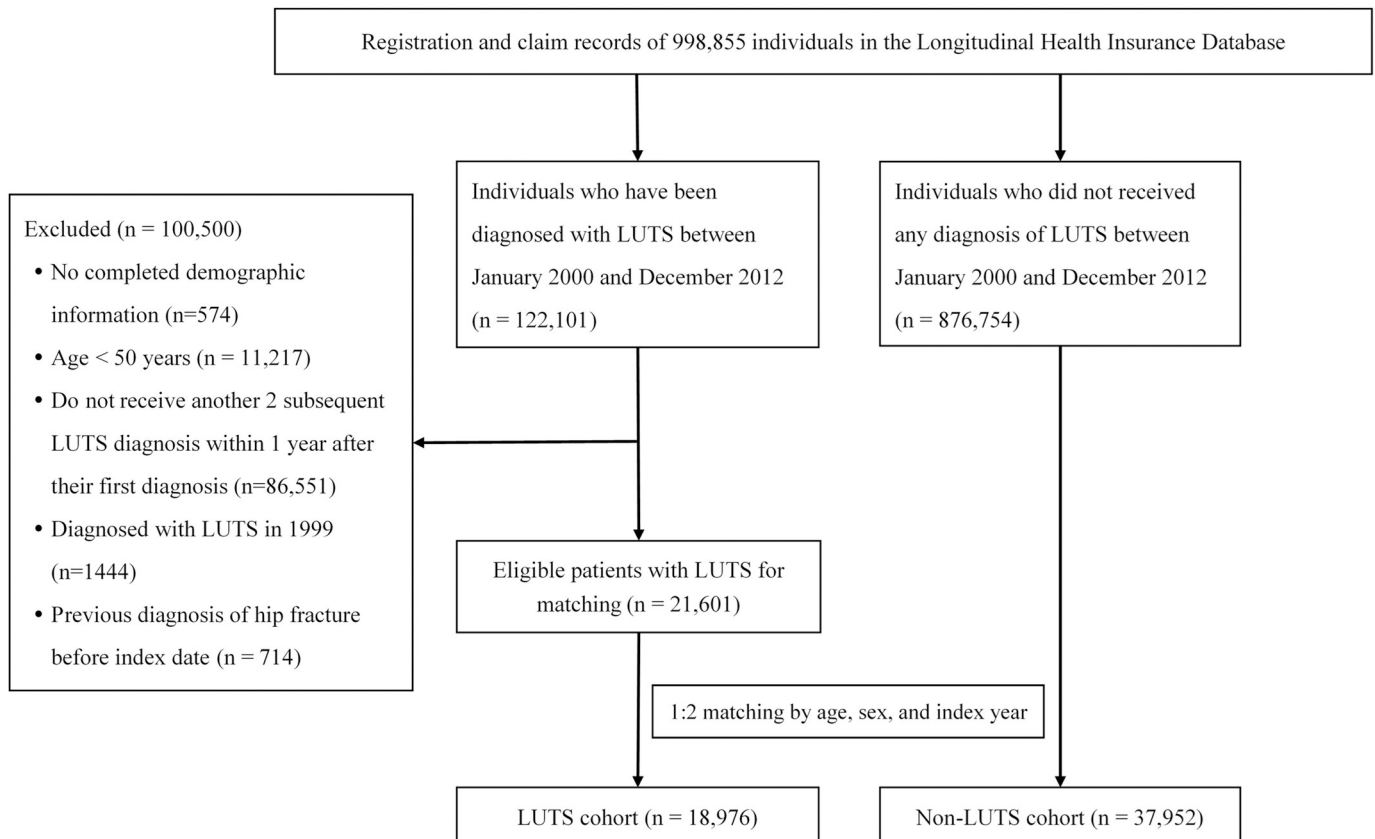 Registration and claim records of 998,855 individuals in the Longitudinal Health Insurance Database
Individuals who have been
diagnosed with LUTS between
January 2000 and December 2012
(n = 122,101)
Individuals who did not received
any diagnosis of LUTS between
January 2000 and December 2012
(n = 876,754)
Excluded (n = 100,500)
• No completed demographic
information (n=574)
• Age < 50 years (n = 11,217)
• Do not receive another 2 subsequent
LUTS diagnosis within 1 year after
their first diagnosis (n=86,551)
• Diagnosed with LUTS in 1999
(n=1444)
• Previous diagnosis of hip fracture
before index date (n = 714)
Eligible patients with LUTS for
matching (n = 21,601)
1:2 matching by age, sex, and index year
LUTS cohort (n = 18,976)
Non-LUTS cohort (n = 37,952)